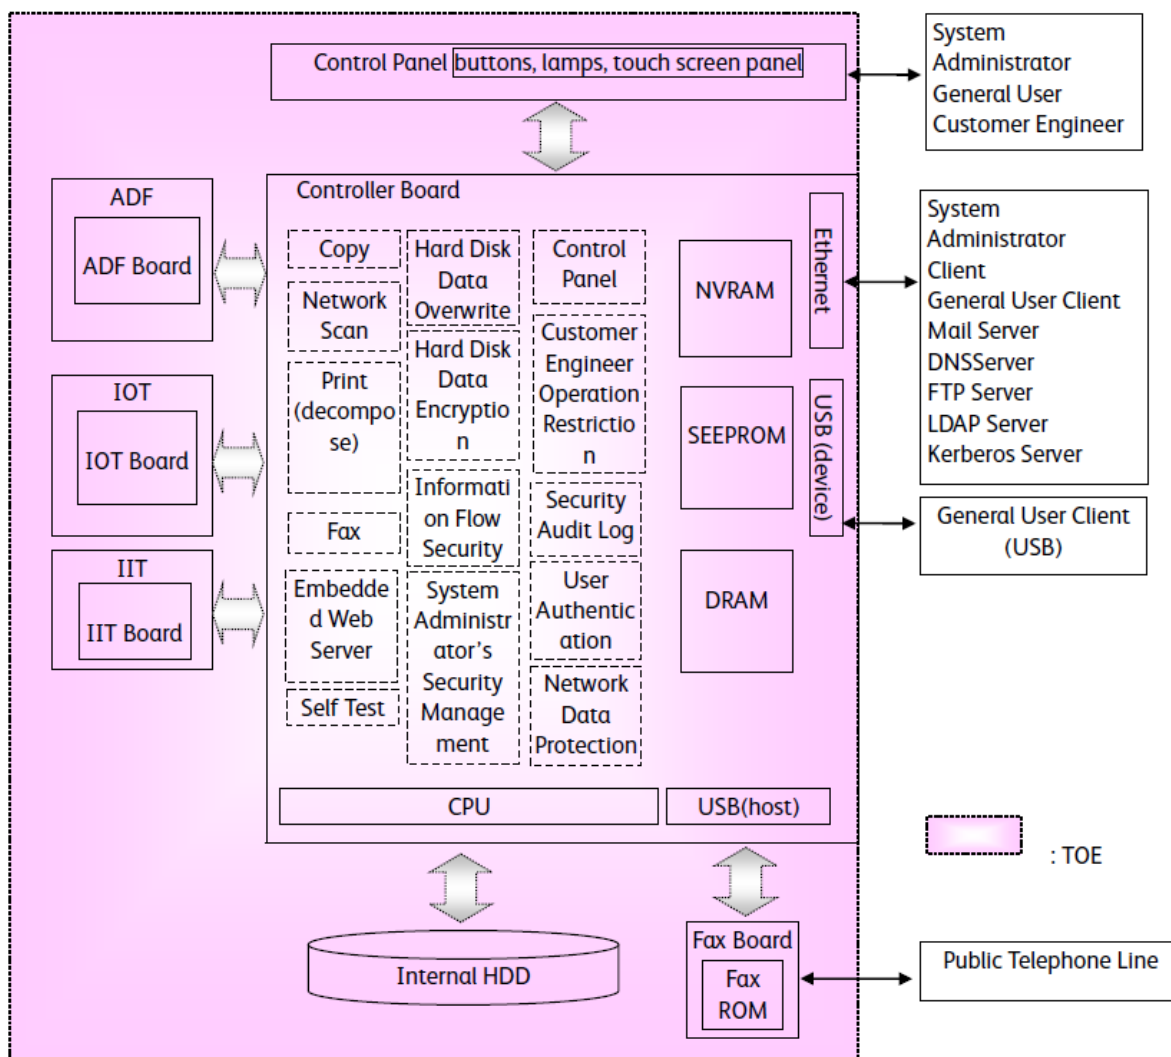 Control Panel buttons, lamps, touch screen panel
System
Administrator
General User
Customer Engineer
ADF
ADF Board
IOT
IOT Board
IIT
IIT Board
Controller Board
Copy
Network
Scan
Print
(decompo
se)
Fax
Embedde
d Web
Server
Self Test
Hard Disk
Data
Overwrite
Hard Disk
Data
Encryptio
n
Informati
on Flow
Security
System
Administr
ator's
Security
Manage
ment
Control
Panel
Customer
Engineer
Operation
Restrictio
n
Security
Audit Log
User
Authentic
ation
Network
Data
Protection
NVRAM
SEEPROM
DRAM
Ethernet
USB (device)
System
Administrator
Client
General User Client
Mail Server
DNSServer
FTP Server
LDAP Server
Kerberos Server
General User Client
(USB)
CPU
USB(host)
: TOE
Internal HDD
Fax Board
Fax
ROM
Public Telephone Line